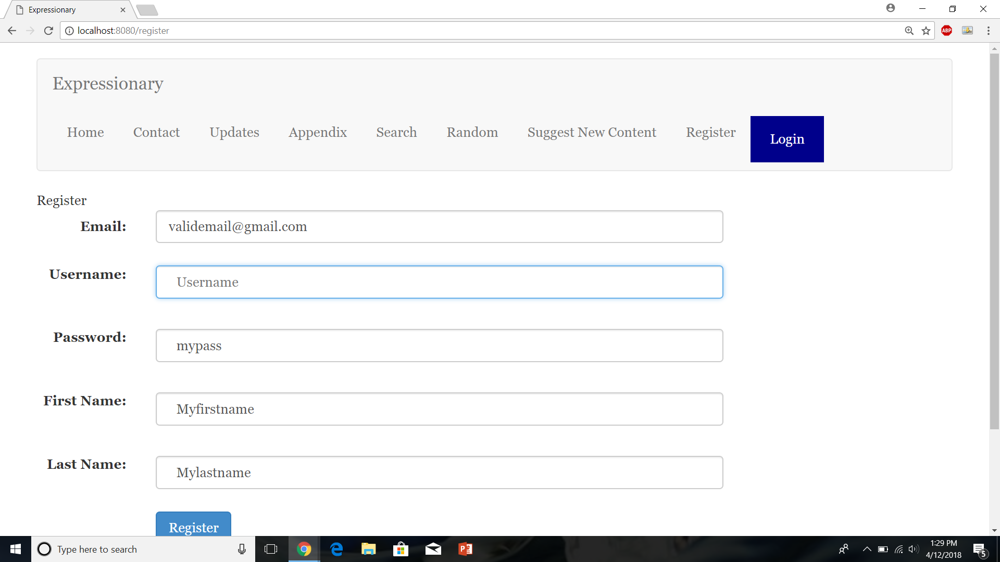 Expressionary
localhost:8080/register
ABP
Expressionary
Home Contact Updates Appendix Search Random Suggest New Content Register Login
Register
Email: validemail@gmail.com
Username: Username
Password: mypass
First Name: Myfirstname
Last Name: Mylastname
Register
Type here to search
1:29 PM
4/12/2018
5